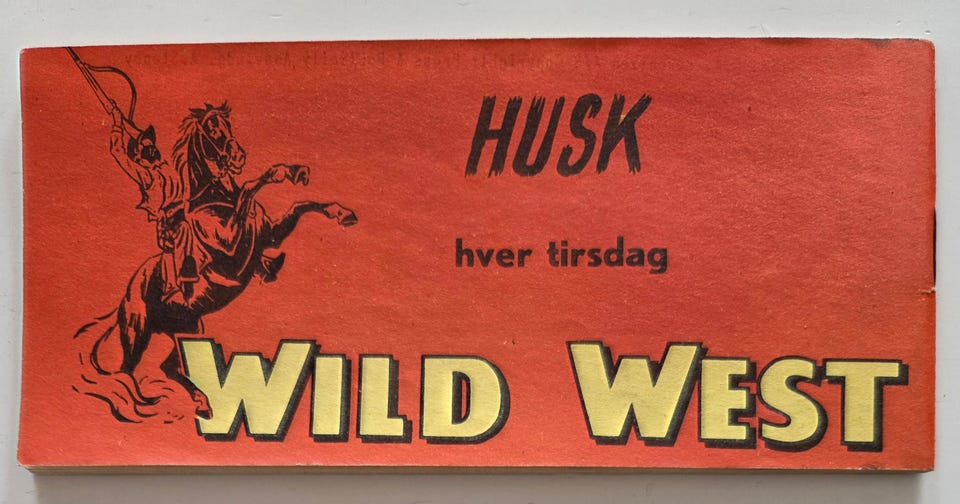 HUSK
hver tirsdag
WILD WEST